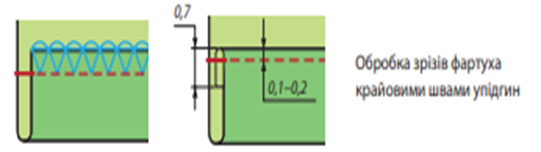 0,7
0,1–0,2
Обробка зрізів фартуха
крайовими швами упідгин